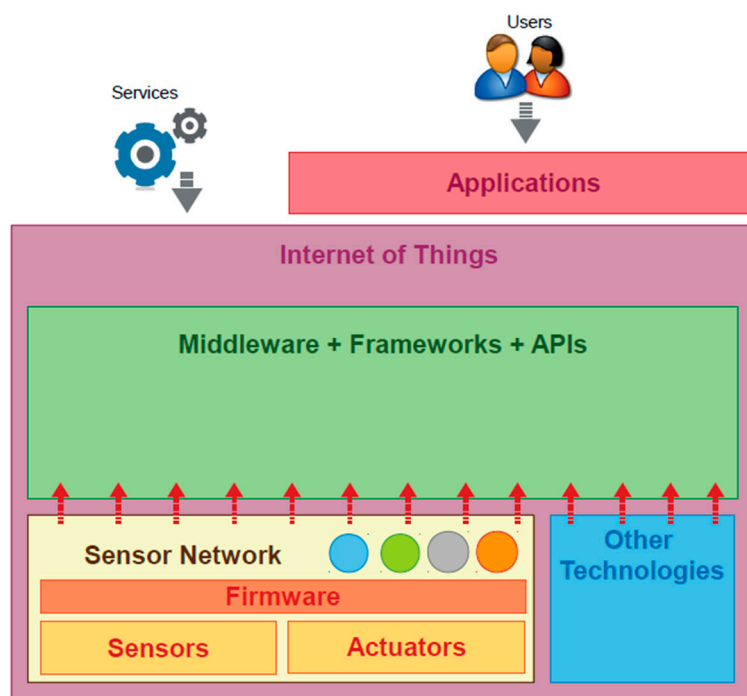 Users
Services
Applications
Internet of Things
Middleware + Frameworks + APIs
Sensor Network
Other
Technologies
Firmware
Sensors
Actuators